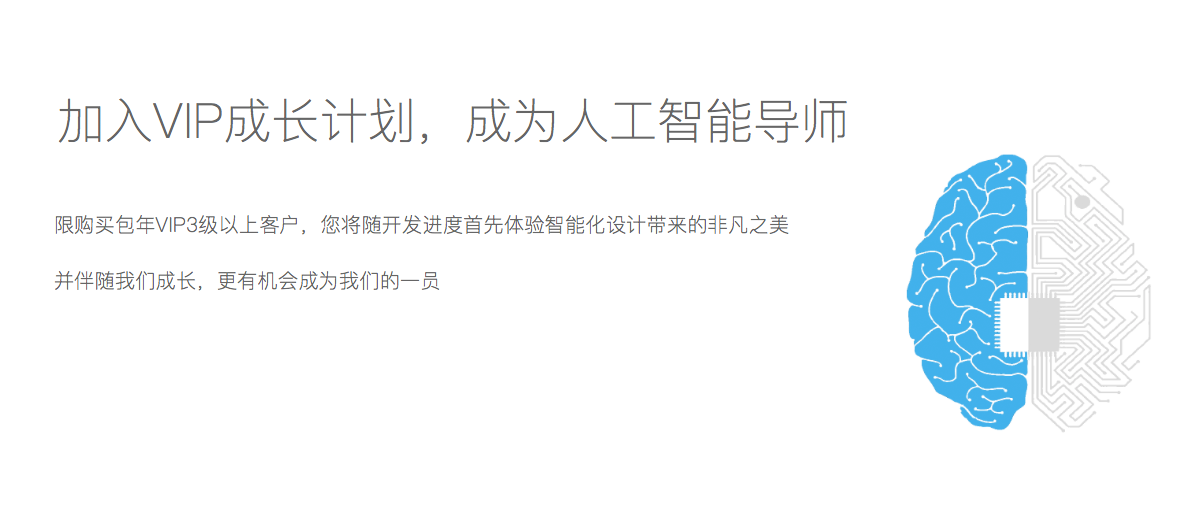 加入VIP成长计划，成为人工智能导师
限购买包年VIP3级以上客户，您将随开发进度首先体验智能化设计带来的非凡之美
并伴随我们成长，更有机会成为我们的一员